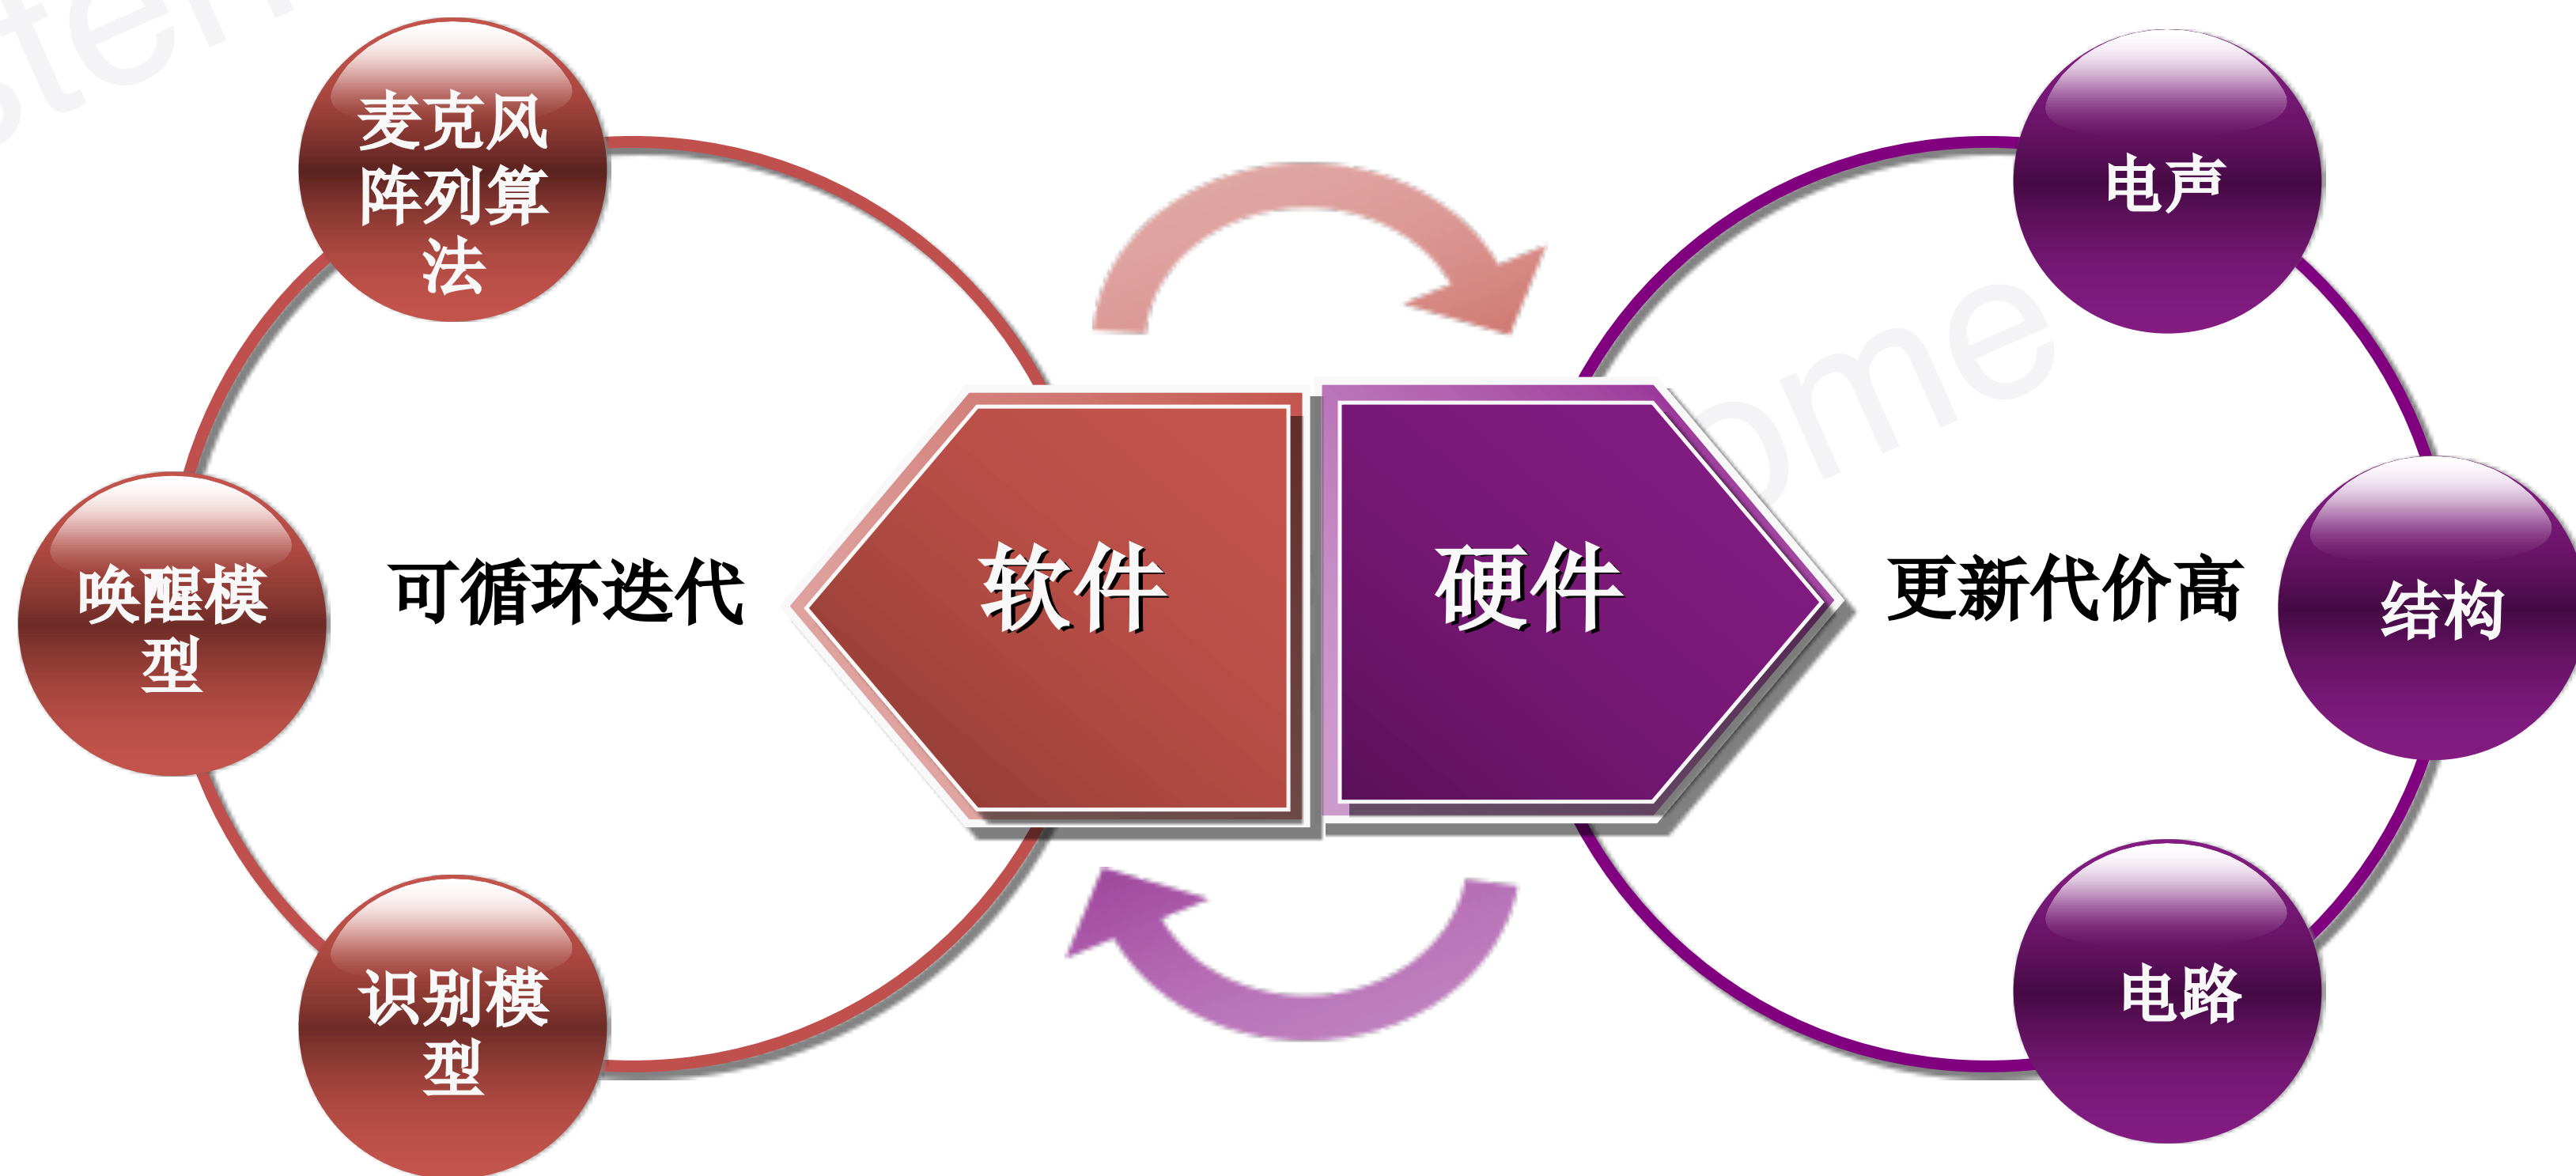 麦克风
阵列算
法
唤醒模
型
识别模
型
可循环迭代
软件
硬件
更新代价高
电声
结构
电路
ome